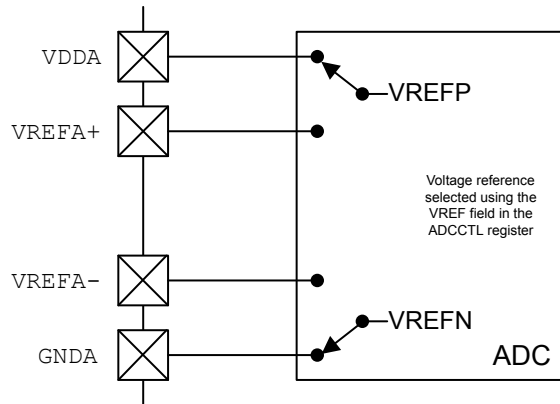 VDDA
VREFP
VREFA+
Voltage reference
selected using the
VREF field in the
ADCCTL register
VREFA-
VREFN
GNDA
ADC